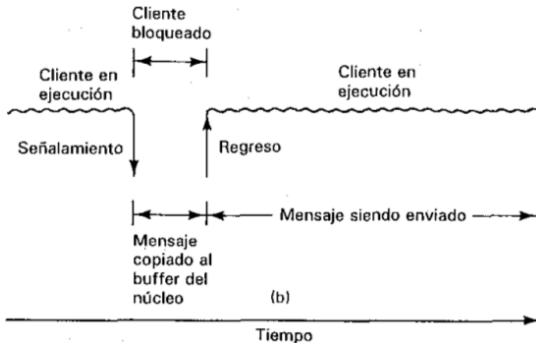 Cliente
bloqueado
Cliente en
ejecución
Cliente en
ejecución
Señalamiento
Regreso
Mensaje siendo enviado
Mensaje
copiado al
buffer del
núcleo
(b)
Tiempo